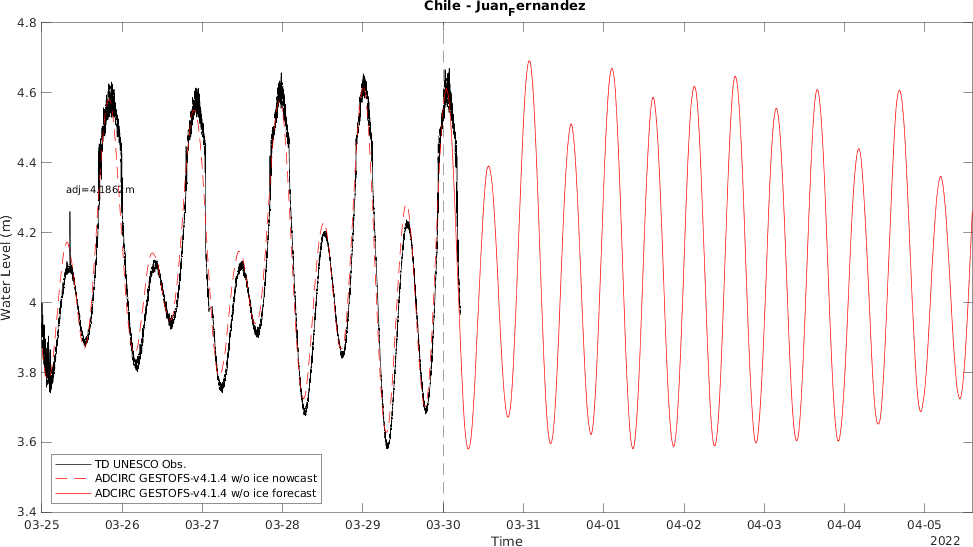 Chile - Juan_Fernandez
4.8
4.6
4.4
4.2
4
3.8
3.6
3.4
Water Level (m)
adj=4.1867m
TD UNESCO Obs.
ADCIRC GESTOFS-v4.1.4 w/o ice nowcast
ADCIRC GESTOFS-v4.1.4 w/o ice forecast
03-25 03-26 03-27 03-28 03-29 03-30 03-31 04-01 04-02 04-03 04-04 04-05
Time
2022